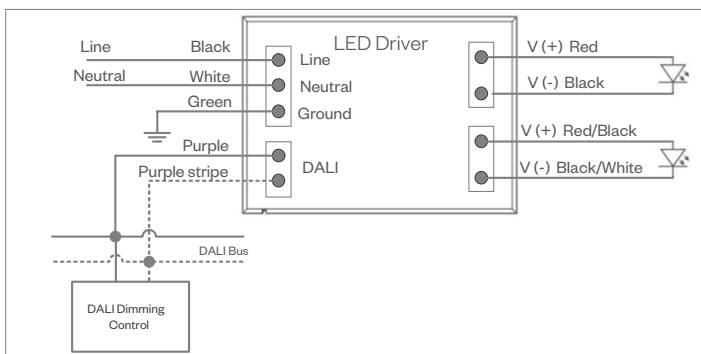 LED Driver
Line Black Line
Neutral White Neutral
Green Ground
Purple
DALI
Purple stripe
V (+) Red
V (-) Black
V (+) Red/Black
V (-) Black/White
DALI Bus
DALI Dimming
Control